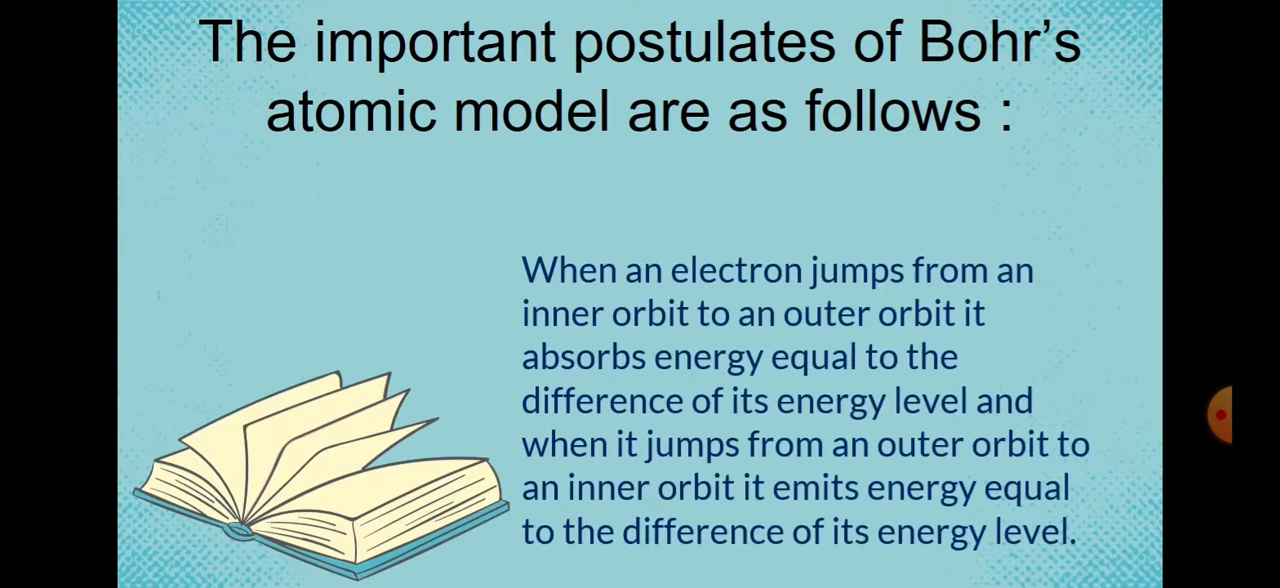 The important postulates of Bohr’s
atomic model are as follows :
When an electron jumps from an
inner orbit to an outer orbit it
absorbs energy equal to the
difference of its energy level and
when it jumps from an outer orbit to
an inner orbit it emits energy equal
to the difference of its energy level.